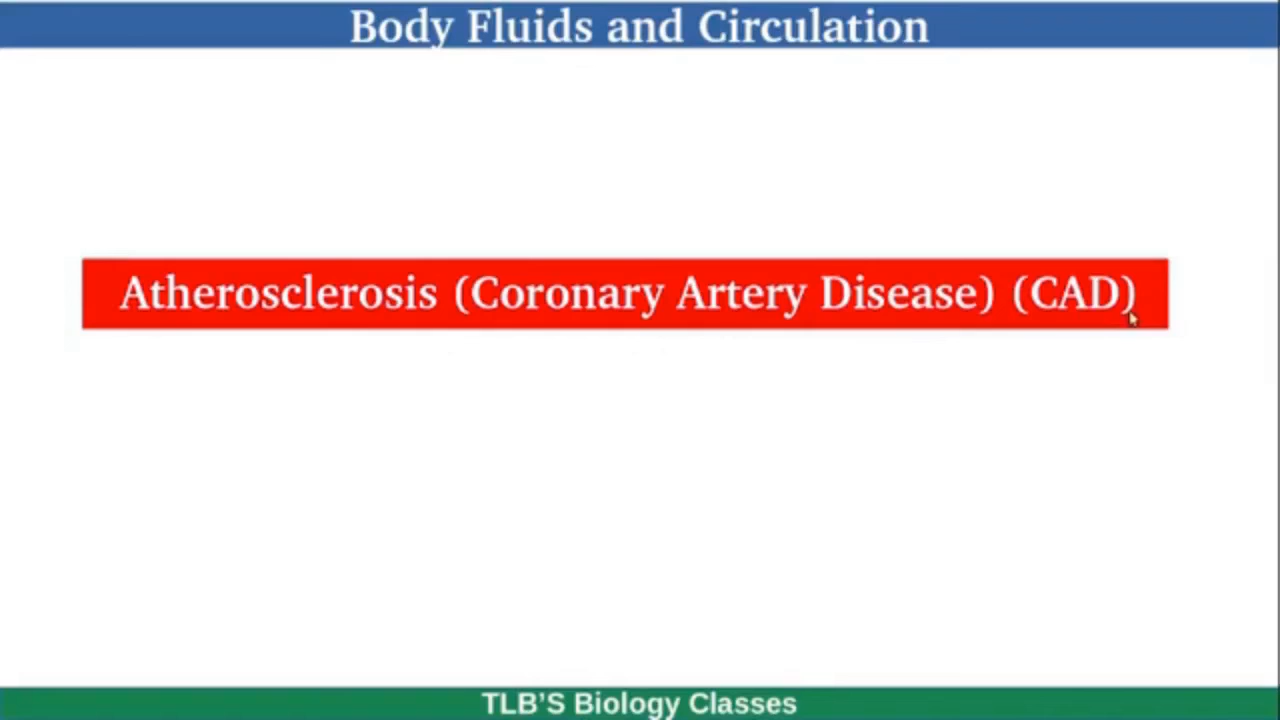 Body Fluids and Circulation
Atherosclerosis (Coronary Artery Disease) (CAD)
TLB’S Biology Classes